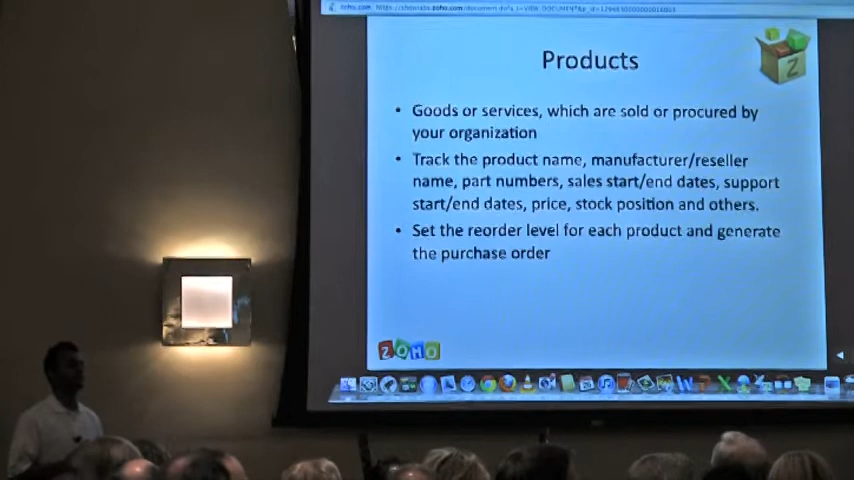 Products
Z
• Goods or services, which are sold or procured by
your organization
• Track the product name, manufacturer/reseller
name, part numbers, sales start/end dates, support
start/end dates, price, stock position and others.
• Set the reorder level for each product and generate
the purchase order
ZOHO